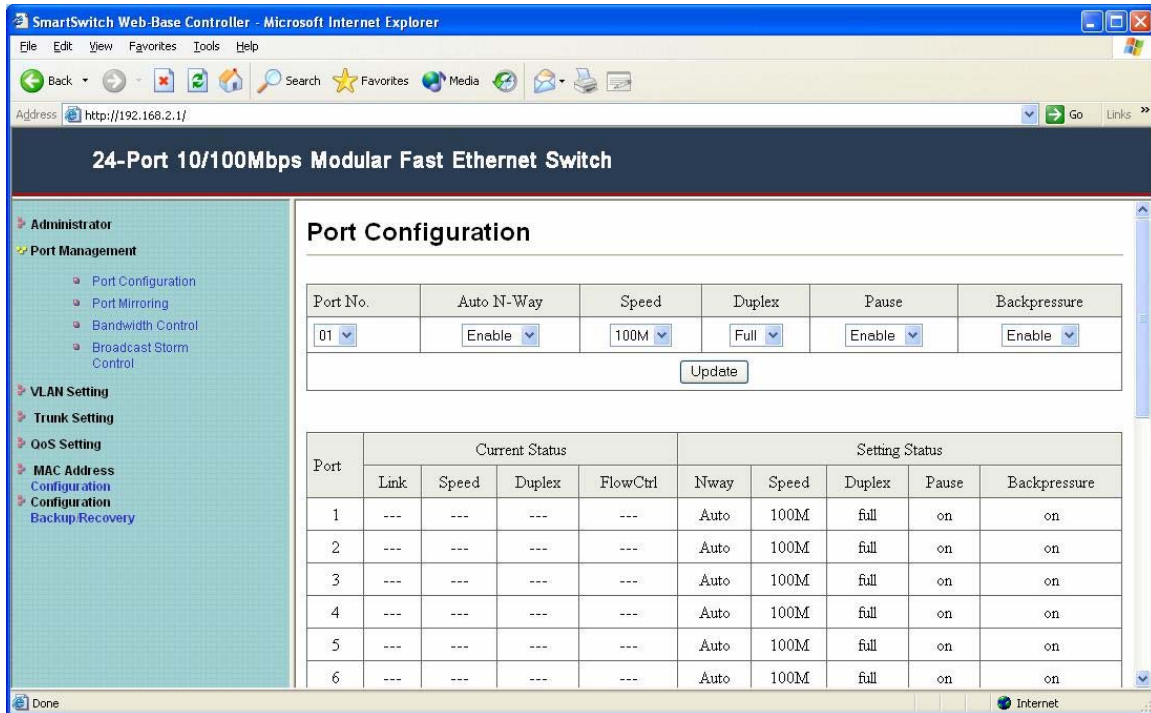 SmartSwitch Web-Base Controller - Microsoft Internet Explorer
File Edit View Favorites Tools Help
Back Search Favorites Media
Address http://192.168.2.1/ Go Links »
24-Port 10/100Mbps Modular Fast Ethernet Switch
Administrator
Port Management
Port Configuration
Port Mirroring
Bandwidth Control
Broadcast Storm
Control
VLAN Setting
Trunk Setting
QoS Setting
MAC Address
Configuration
Configuration
Backup/Recovery
Port Configuration
Port No. Auto N-Way Speed Duplex Pause Backpressure
01 Enable 100M Full Enable Enable
Update
Port Current Status Setting Status
Link Speed Duplex FlowCtrl Nway Speed Duplex Pause Backpressure
1 --- --- --- --- Auto 100M full on on
2 --- --- --- --- Auto 100M full on on
3 --- --- --- --- Auto 100M full on on
4 --- --- --- --- Auto 100M full on on
5 --- --- --- --- Auto 100M full on on
6 --- --- --- --- Auto 100M full on on
Done Internet